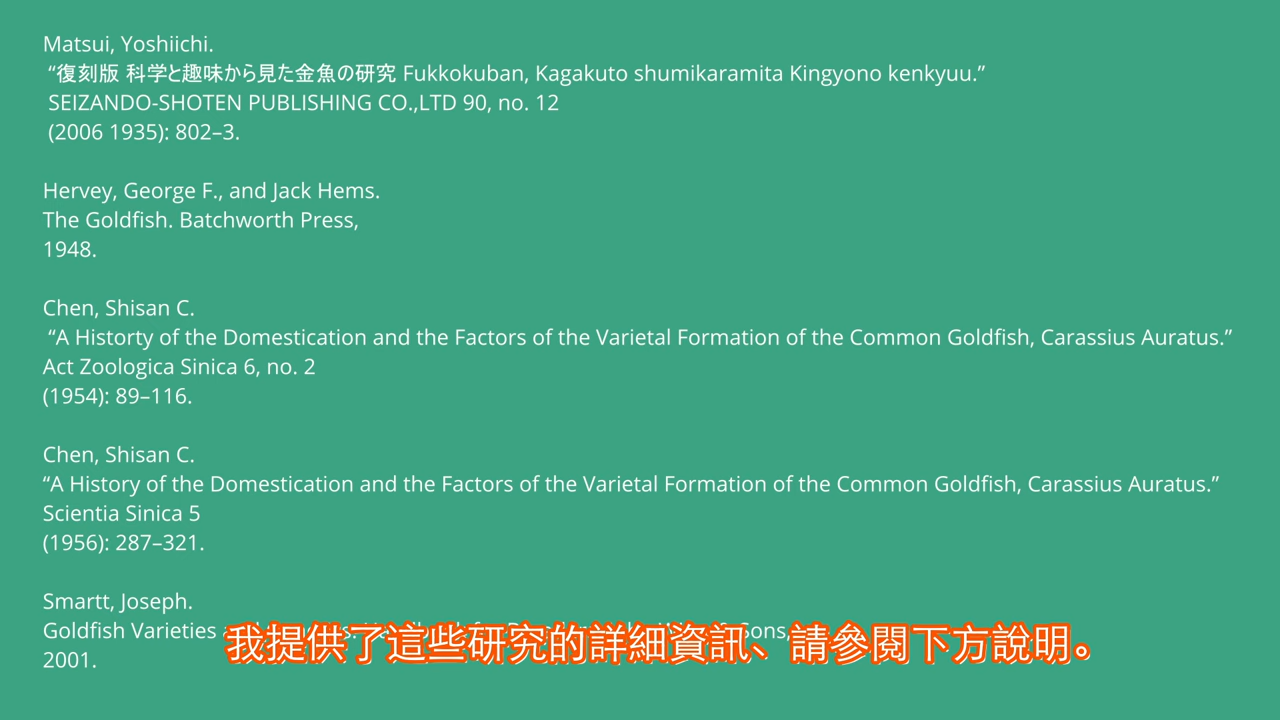 Matsui, Yoshiichi.
“復刻版 科学と趣味から見た金魚の研究 Fukkokuban, Kagakuto shumikaramita Kingyono kenkyuu.”
SEIZANDO-SHOTEN PUBLISHING CO.,LTD 90, no. 12
(2006 1935): 802–3.
Hervey, George F., and Jack Hems.
The Goldfish. Batchworth Press,
1948.
Chen, Shisan C.
“A Historty of the Domestication and the Factors of the Varietal Formation of the Common Goldfish, Carassius Auratus.”
Act Zoologica Sinica 6, no. 2
(1954): 89–116.
Chen, Shisan C.
“A History of the Domestication and the Factors of the Varietal Formation of the Common Goldfish, Carassius Auratus.”
Scientia Sinica 5
(1956): 287–321.
Smartt, Joseph.
Goldfish Varieties Sons,
我提供了這些研究的詳細資訊、請參閱下方說明。
2001.